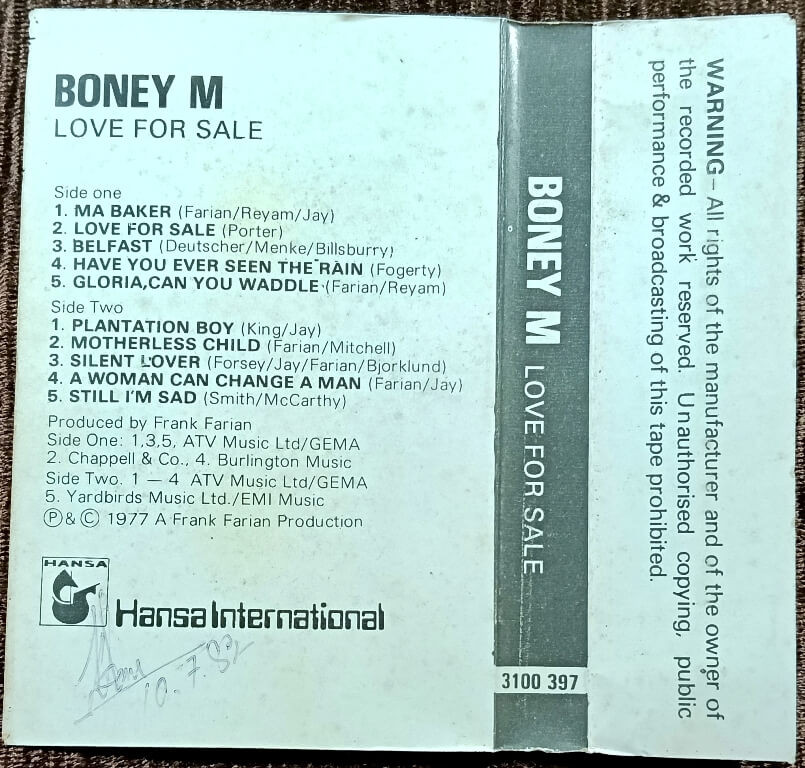 BONEY M
LOVE FOR SALE
Side one
1. MA BAKER (Farian/Reyam/Jay)
2. LOVE FOR SALE (Porter)
3. BELFAST (Deutscher/Menke/Billsburry)
4. HAVE YOU EVER SEEN THE RAIN (Fogerty)
5. GLORIA,CAN YOU WADDLE (Farian/Reyam)
Side Two
1. PLANTATION BOY (King/Jay)
2. MOTHERLESS CHILD (Farian/Mitchell)
3. SILENT LOVER (Forsey/Jay/Farian/Bjorklund)
4. A WOMAN CAN CHANGE A MAN (Farian/Jay)
5. STILL I'M SAD (Smith/McCarthy)
Produced by Frank Farian
Side One: 1,3,5, ATV Music Ltd/GEMA
2. Chappell & Co., 4. Burlington Music
Side Two. 1 — 4 ATV Music Ltd/GEMA
5. Yardbirds Music Ltd./EMI Music
Ⓟ&© 1977 A Frank Farian Production
HANSA
Hansa International
10.7.82
BONEY M LOVE FOR SALE
3100 397
WARNING – All rights of the manufacturer and of the owner of
the recorded work reserved. Unauthorised copying, public
performance & broadcasting of this tape prohibited.